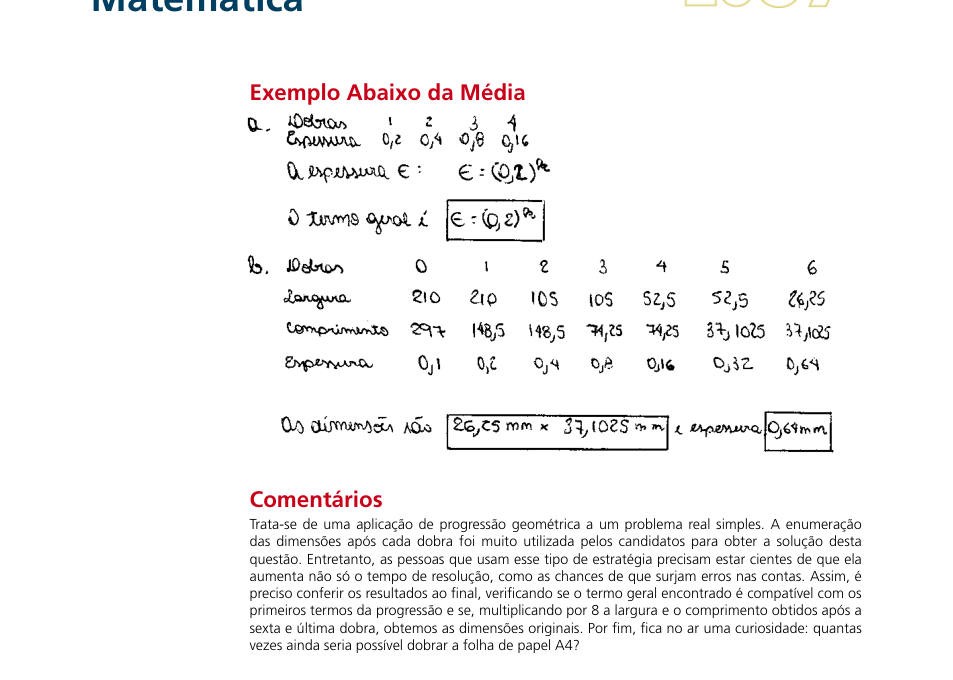 Matemática
Exemplo Abaixo da Média
a. Dobras 1 2 3 4
Espessura 0,2 0,4 0,8 0,16
A espessura E : E = (0,2)ⁿ
O termo geral é E = (0,2)ⁿ
b. Dobras 0 1 2 3 4 5 6
Largura 210 210 105 105 52,5 52,5 26,25
Comprimento 297 148,5 148,5 74,25 74,25 37,1025 37,1025
Espessura 0,1 0,2 0,4 0,8 0,16 0,32 0,64
As dimensões são 26,25 mm x 37,1025 mm e espessura 0,64mm
Comentários
Trata-se de uma aplicação de progressão geométrica a um problema real simples. A enumeração
das dimensões após cada dobra foi muito utilizada pelos candidatos para obter a solução desta
questão. Entretanto, as pessoas que usam esse tipo de estratégia precisam estar cientes de que ela
aumenta não só o tempo de resolução, como as chances de que surjam erros nas contas. Assim, é
preciso conferir os resultados ao final, verificando se o termo geral encontrado é compatível com os
primeiros termos da progressão e se, multiplicando por 8 a largura e o comprimento obtidos após a
sexta e última dobra, obtemos as dimensões originais. Por fim, fica no ar uma curiosidade: quantas
vezes ainda seria possível dobrar a folha de papel A4?